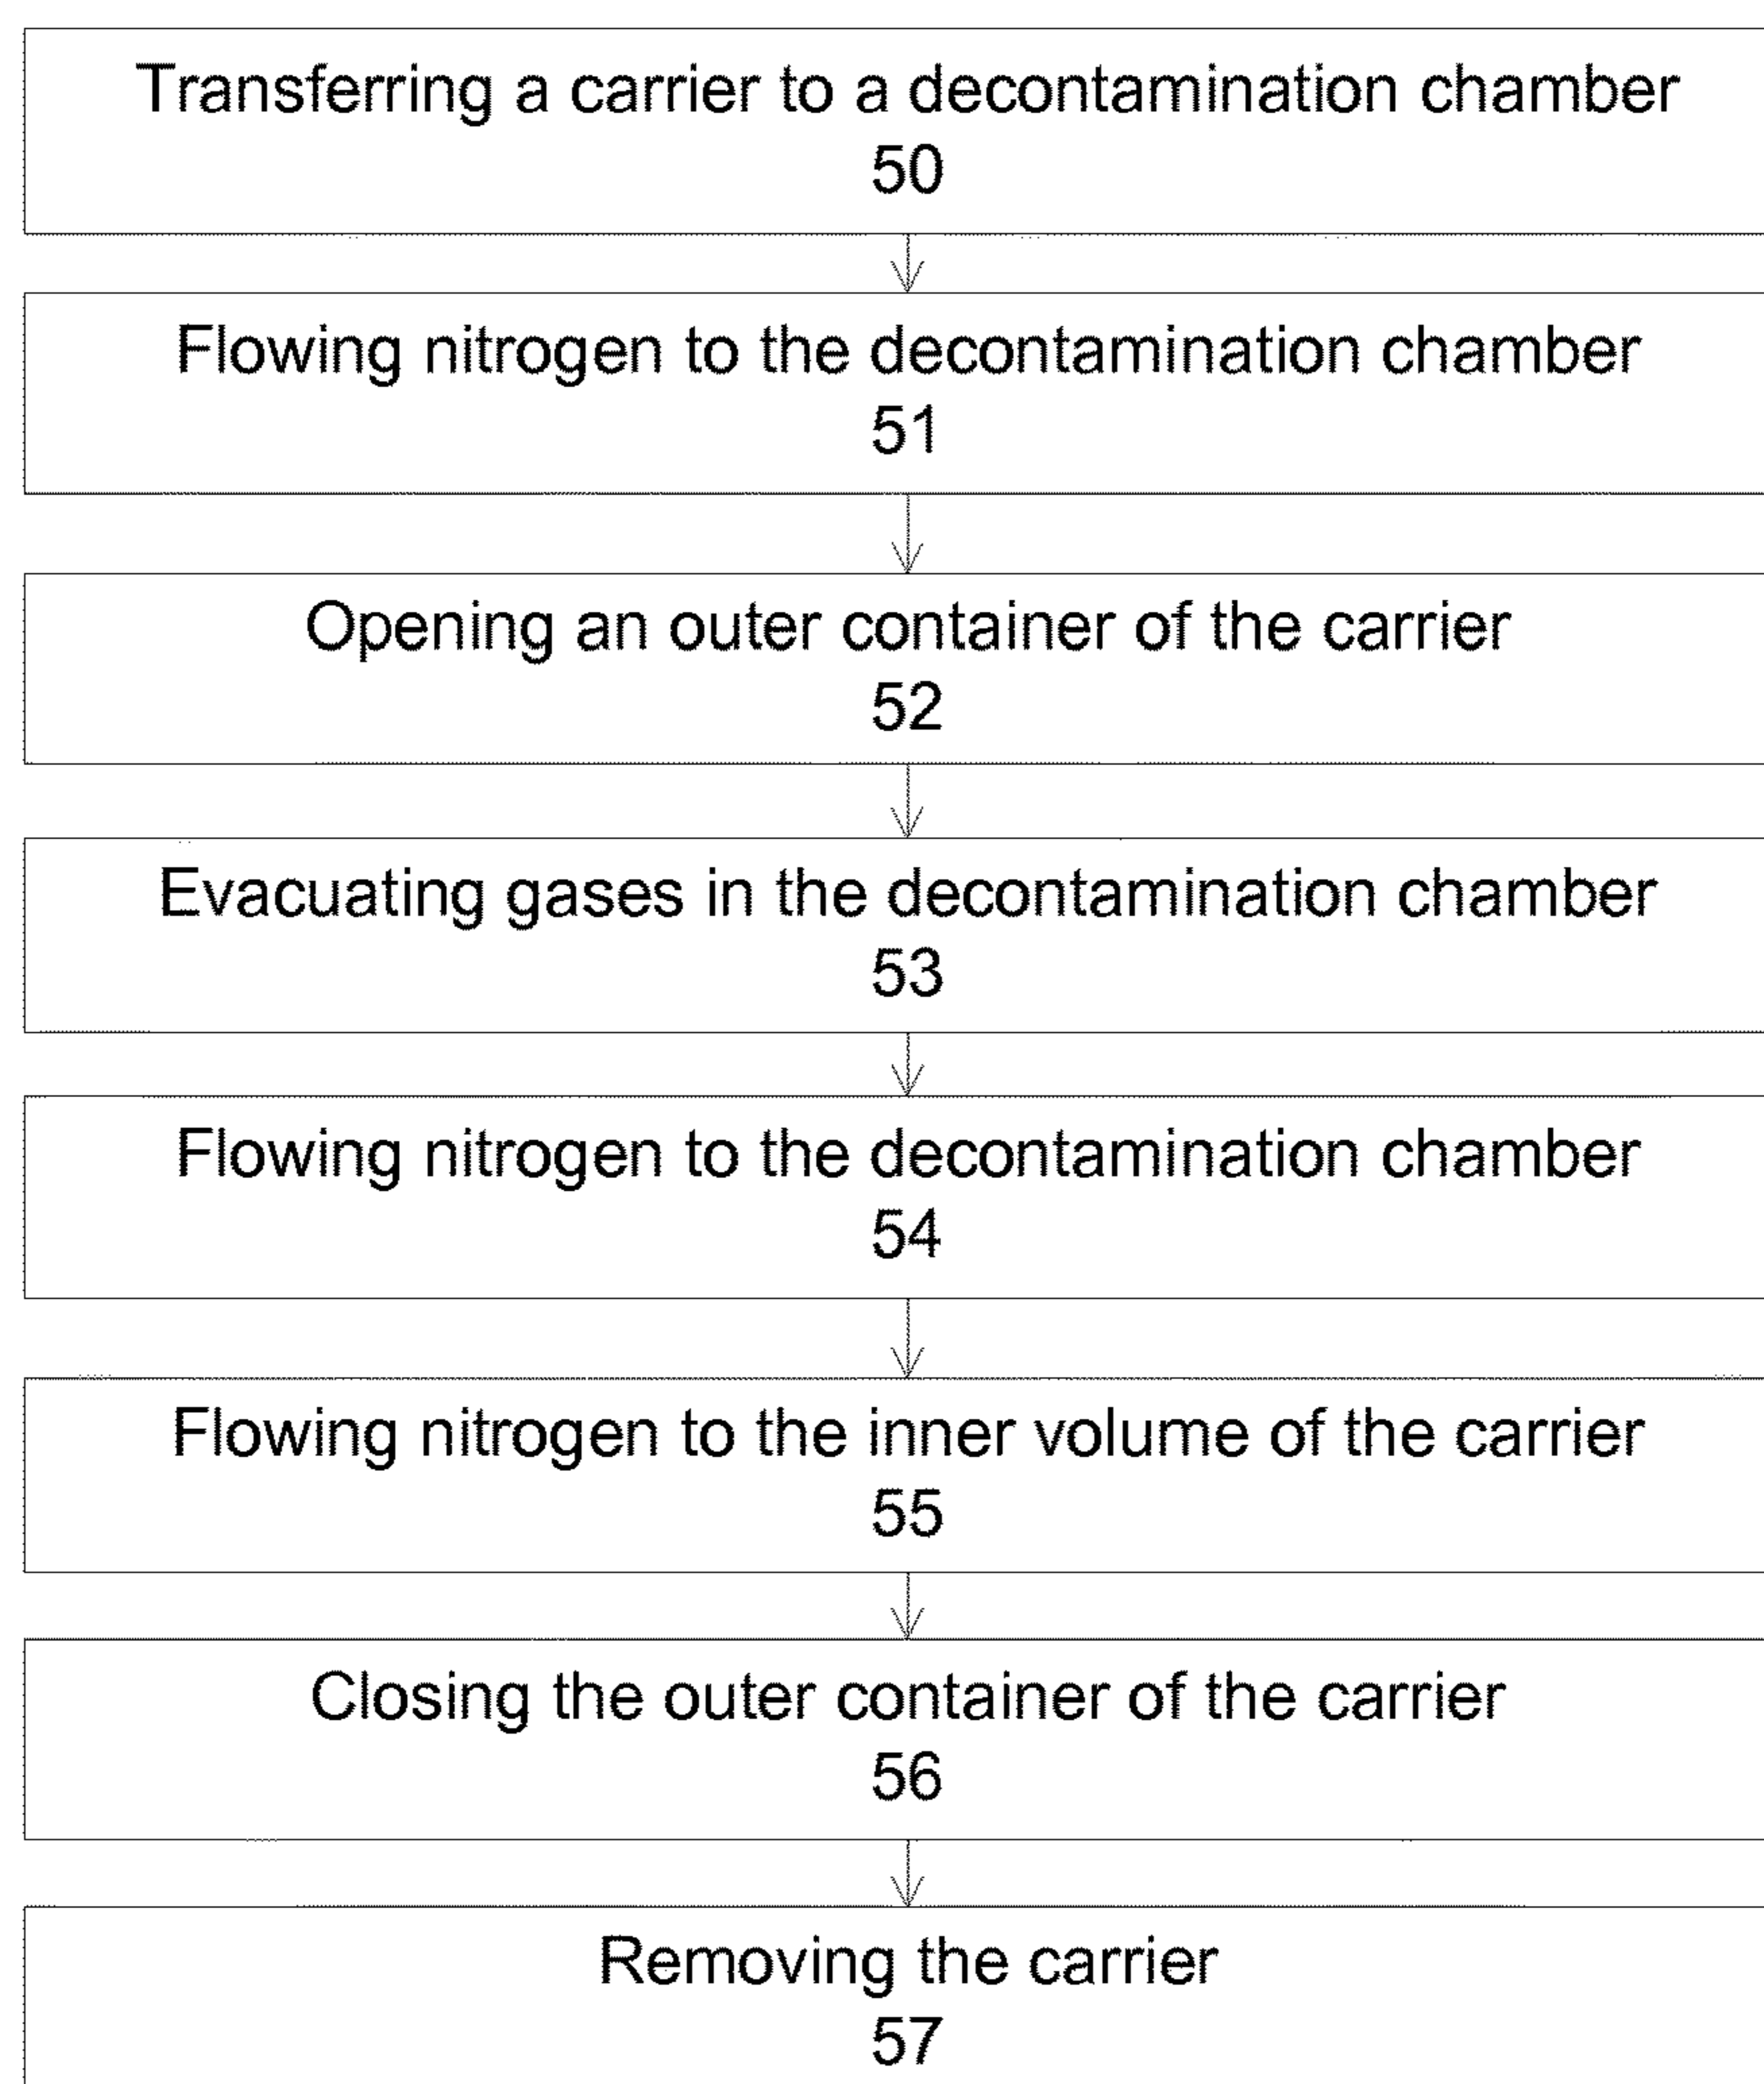 Transferring a carrier to a decontamination chamber
50
Flowing nitrogen to the decontamination chamber
51
Opening an outer container of the carrier
52
Evacuating gases in the decontamination chamber
53
Flowing nitrogen to the decontamination chamber
54
Flowing nitrogen to the inner volume of the carrier
55
Closing the outer container of the carrier
56
Removing the carrier
57